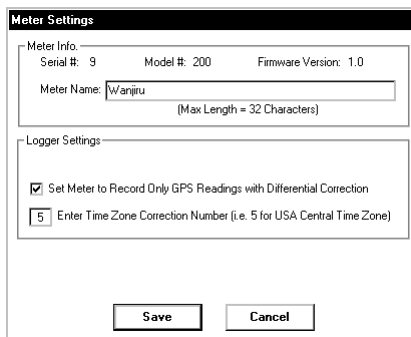 Meter Settings
Meter Info.
Serial #: 9 Model #: 200 Firmware Version: 1.0
Meter Name: Wanjiru
(Max Length = 32 Characters)
Logger Settings
Set Meter to Record Only GPS Readings with Differential Correction
5 Enter Time Zone Correction Number (i.e. 5 for USA Central Time Zone)
Save Cancel